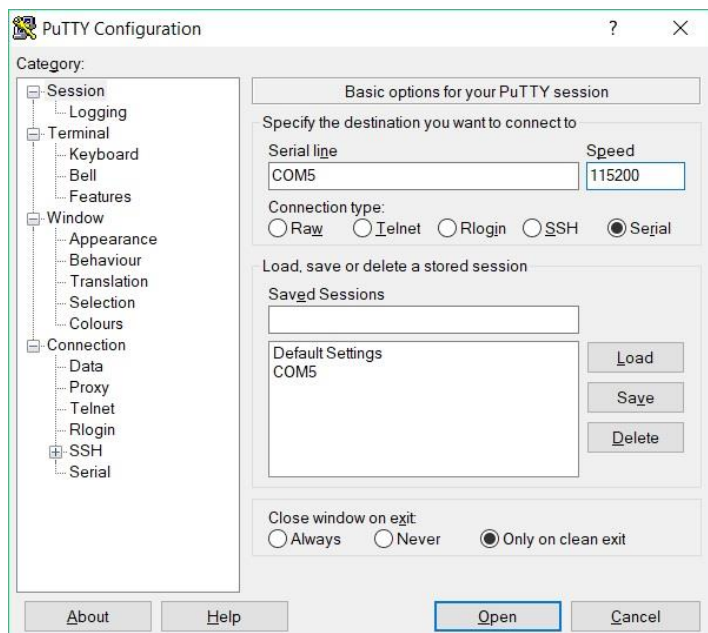 PuTTY Configuration ? X
Category:
Session
Logging
Terminal
Keyboard
Bell
Features
Window
Appearance
Behaviour
Translation
Selection
Colours
Connection
Data
Proxy
Telnet
Rlogin
SSH
Serial
Basic options for your PuTTY session
Specify the destination you want to connect to
Serial line Speed
COM5 115200
Connection type:
Raw Telnet Rlogin SSH Serial
Load, save or delete a stored session
Saved Sessions
Default Settings
COM5
Load
Save
Delete
Close window on exit:
Always Never Only on clean exit
About Help Open Cancel